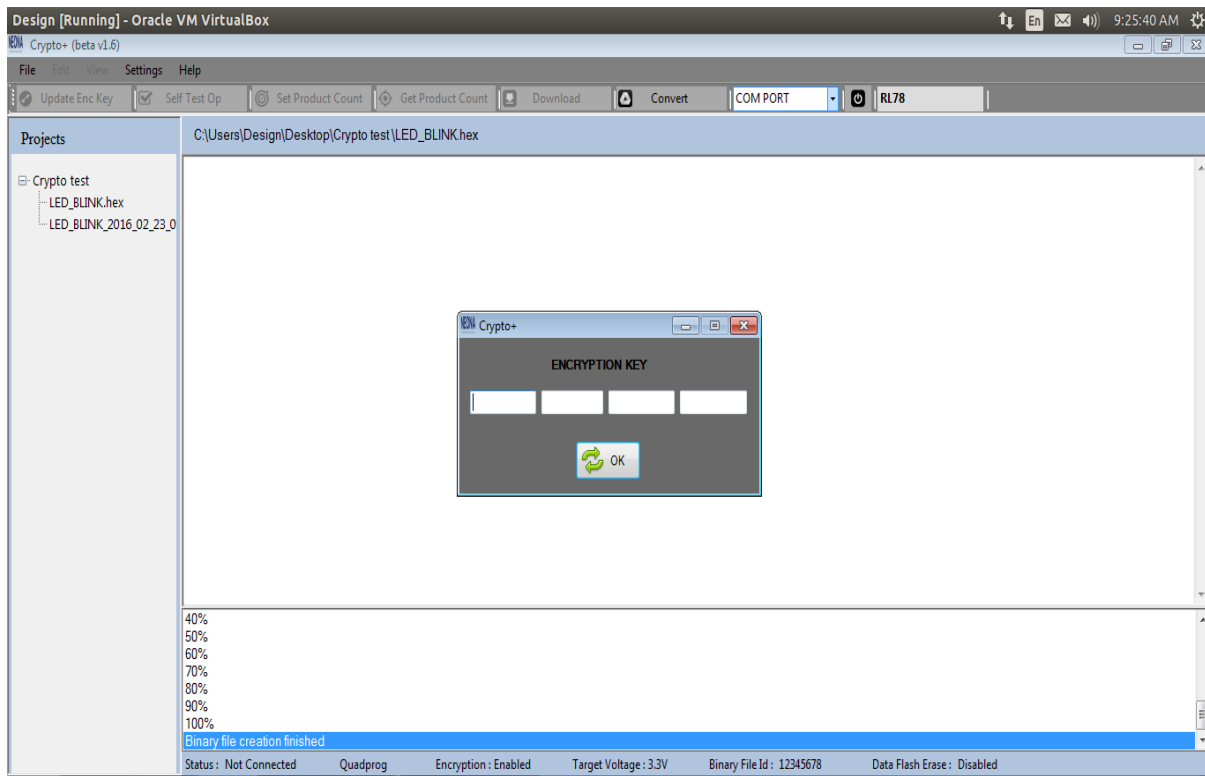 Design [Running] - Oracle VM VirtualBox En 9:25:40 AM
NEONA Crypto+ (beta v1.6)
File Edit View Settings Help
Update Enc Key Self Test Op Set Product Count Get Product Count Download Convert COM PORT RL78
Projects
C:\Users\Design\Desktop\Crypto test\LED_BLINK.hex
Crypto test
LED_BLINK.hex
LED_BLINK_2016_02_23_0
NEONA Crypto+
ENCRYPTION KEY
OK
40%
50%
60%
70%
80%
90%
100%
Binary file creation finished
Status : Not Connected Quadprog Encryption : Enabled Target Voltage : 3.3V Binary File Id : 12345678 Data Flash Erase : Disabled